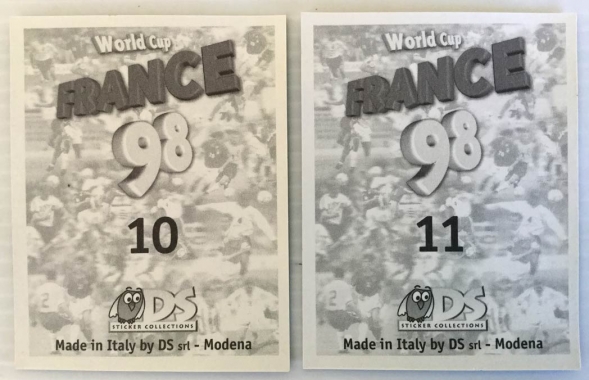 World Cup
FRANCE
98
10
DS
STICKER COLLECTIONS
Made in Italy by DS srl - Modena
World Cup
FRANCE
98
11
DS
STICKER COLLECTIONS
Made in Italy by DS srl - Modena